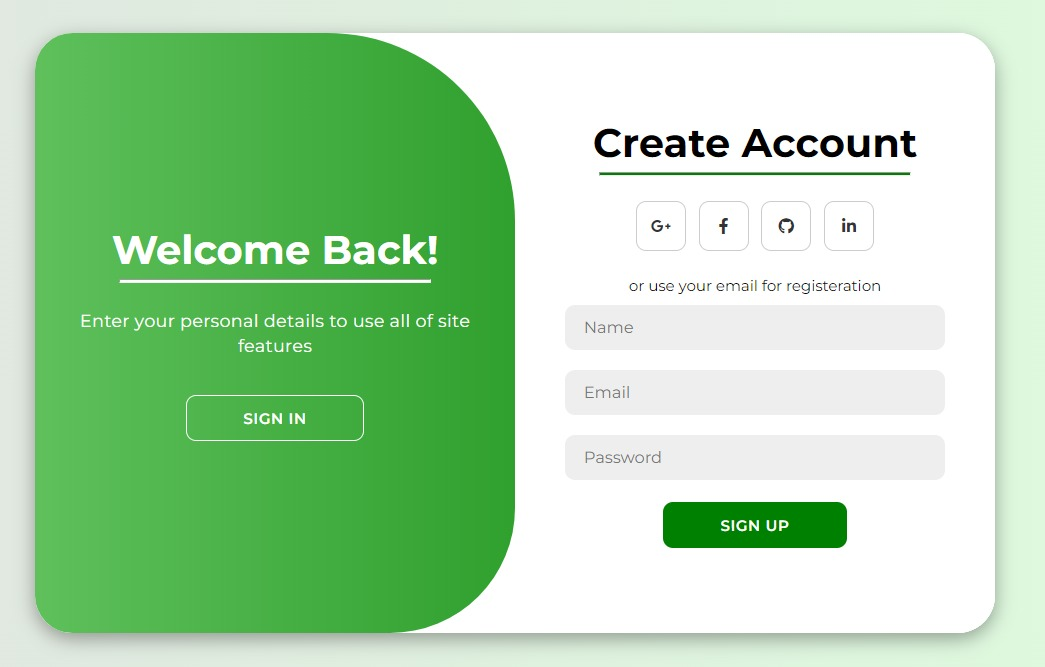 Welcome Back!
Enter your personal details to use all of site
features
SIGN IN
Create Account
G+
f
in
or use your email for registeration
Name
Email
Password
SIGN UP